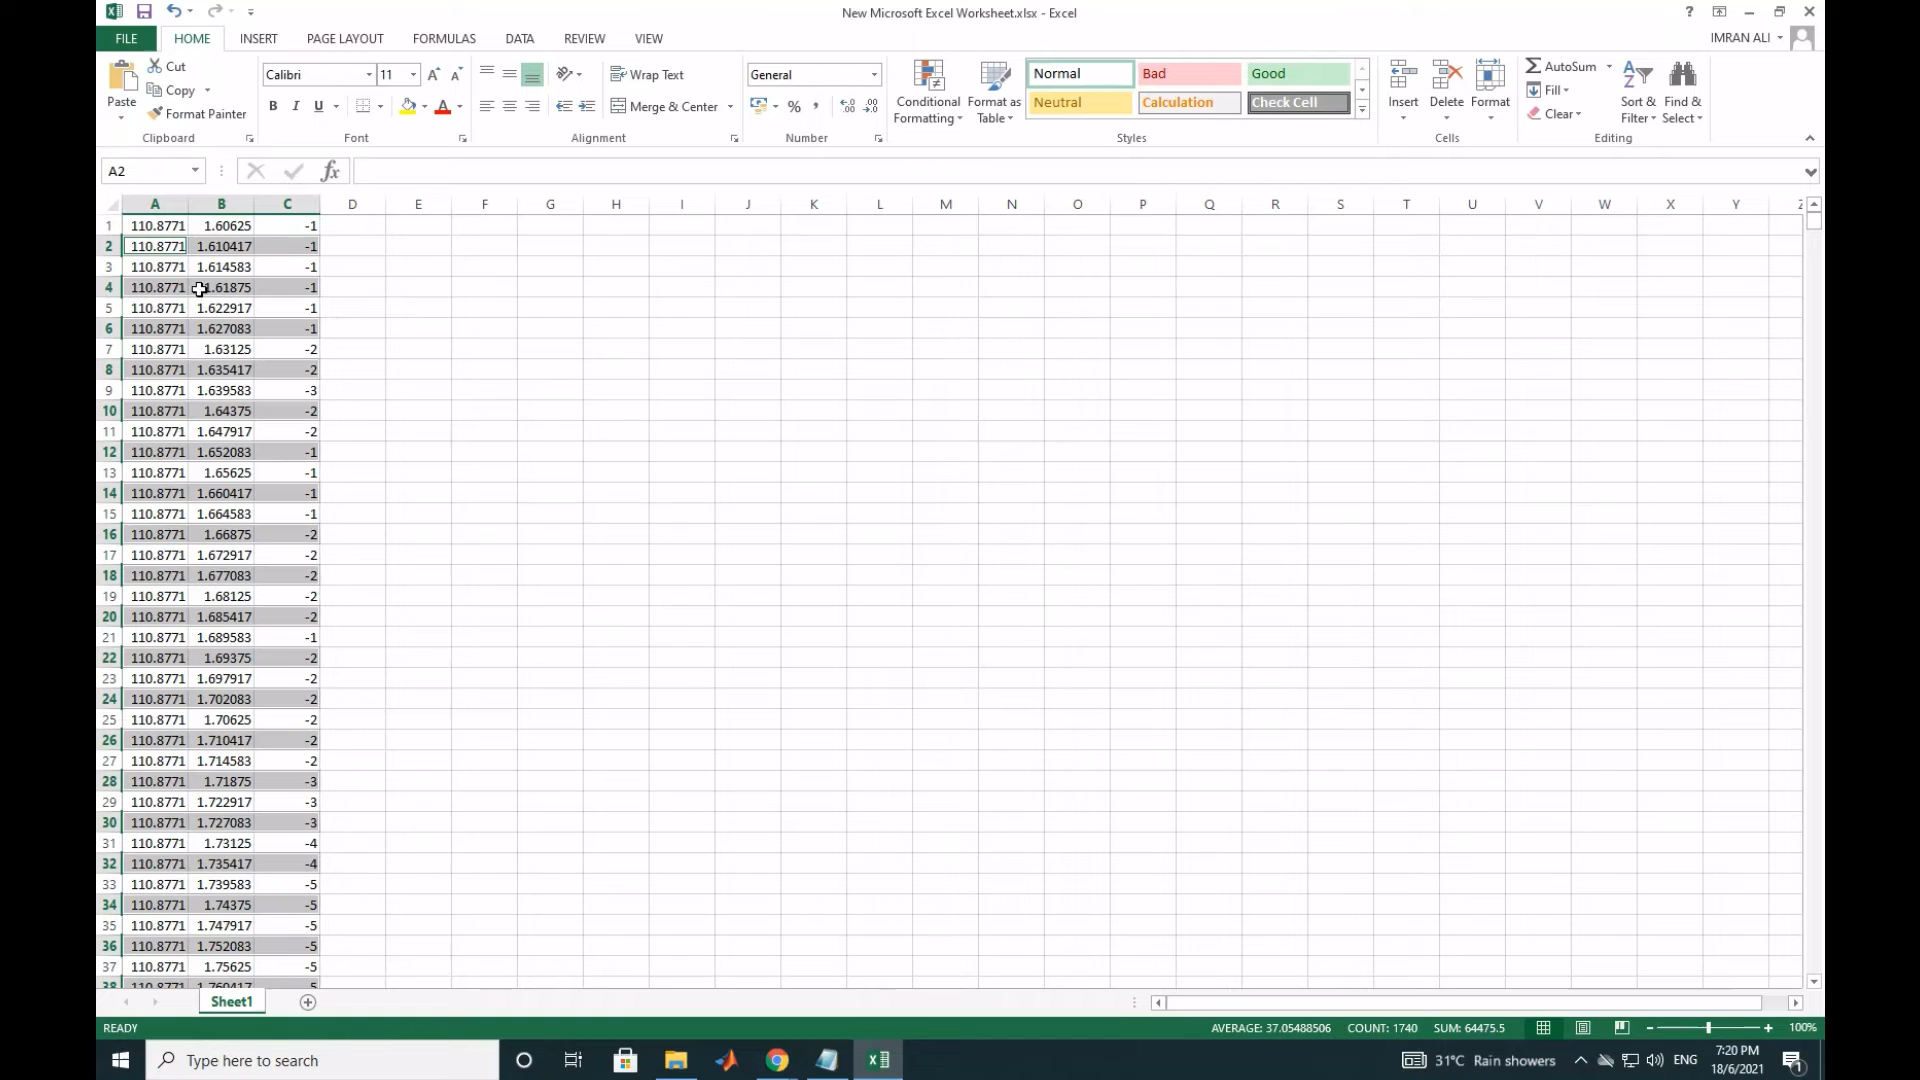 New Microsoft Excel Worksheet.xlsx - Excel
FILE HOME INSERT PAGE LAYOUT FORMULAS DATA REVIEW VIEW IMRAN ALI
Paste Cut Copy Format Painter Clipboard
Calibri 11 B I U Font
Wrap Text Merge & Center Alignment
General % Number
Conditional Formatting Format as Table
Normal Bad Good
Neutral Calculation Check Cell
Styles
Insert Delete Format Cells
AutoSum Fill Clear Sort & Filter Find & Select Editing
A2 fx
A B C D E F G H I J K L M N O P Q R S T U V W X Y
1 110.8771 1.60625 -1
2 110.8771 1.610417 -1
3 110.8771 1.614583 -1
4 110.8771 1.61875 -1
5 110.8771 1.622917 -1
6 110.8771 1.627083 -1
7 110.8771 1.63125 -2
8 110.8771 1.635417 -2
9 110.8771 1.639583 -3
10 110.8771 1.64375 -2
11 110.8771 1.647917 -2
12 110.8771 1.652083 -1
13 110.8771 1.65625 -1
14 110.8771 1.660417 -1
15 110.8771 1.664583 -1
16 110.8771 1.66875 -2
17 110.8771 1.672917 -2
18 110.8771 1.677083 -2
19 110.8771 1.68125 -2
20 110.8771 1.685417 -2
21 110.8771 1.689583 -1
22 110.8771 1.69375 -2
23 110.8771 1.697917 -2
24 110.8771 1.702083 -2
25 110.8771 1.70625 -2
26 110.8771 1.710417 -2
27 110.8771 1.714583 -2
28 110.8771 1.71875 -3
29 110.8771 1.722917 -3
30 110.8771 1.727083 -3
31 110.8771 1.73125 -4
32 110.8771 1.735417 -4
33 110.8771 1.739583 -5
34 110.8771 1.74375 -5
35 110.8771 1.747917 -5
36 110.8771 1.752083 -5
37 110.8771 1.75625 -5
38 110.8771 1.760417 -5
Sheet1
READY AVERAGE: 37.05488506 COUNT: 1740 SUM: 64475.5 100%
Type here to search 31°C Rain showers ENG 7:20 PM
18/6/2021